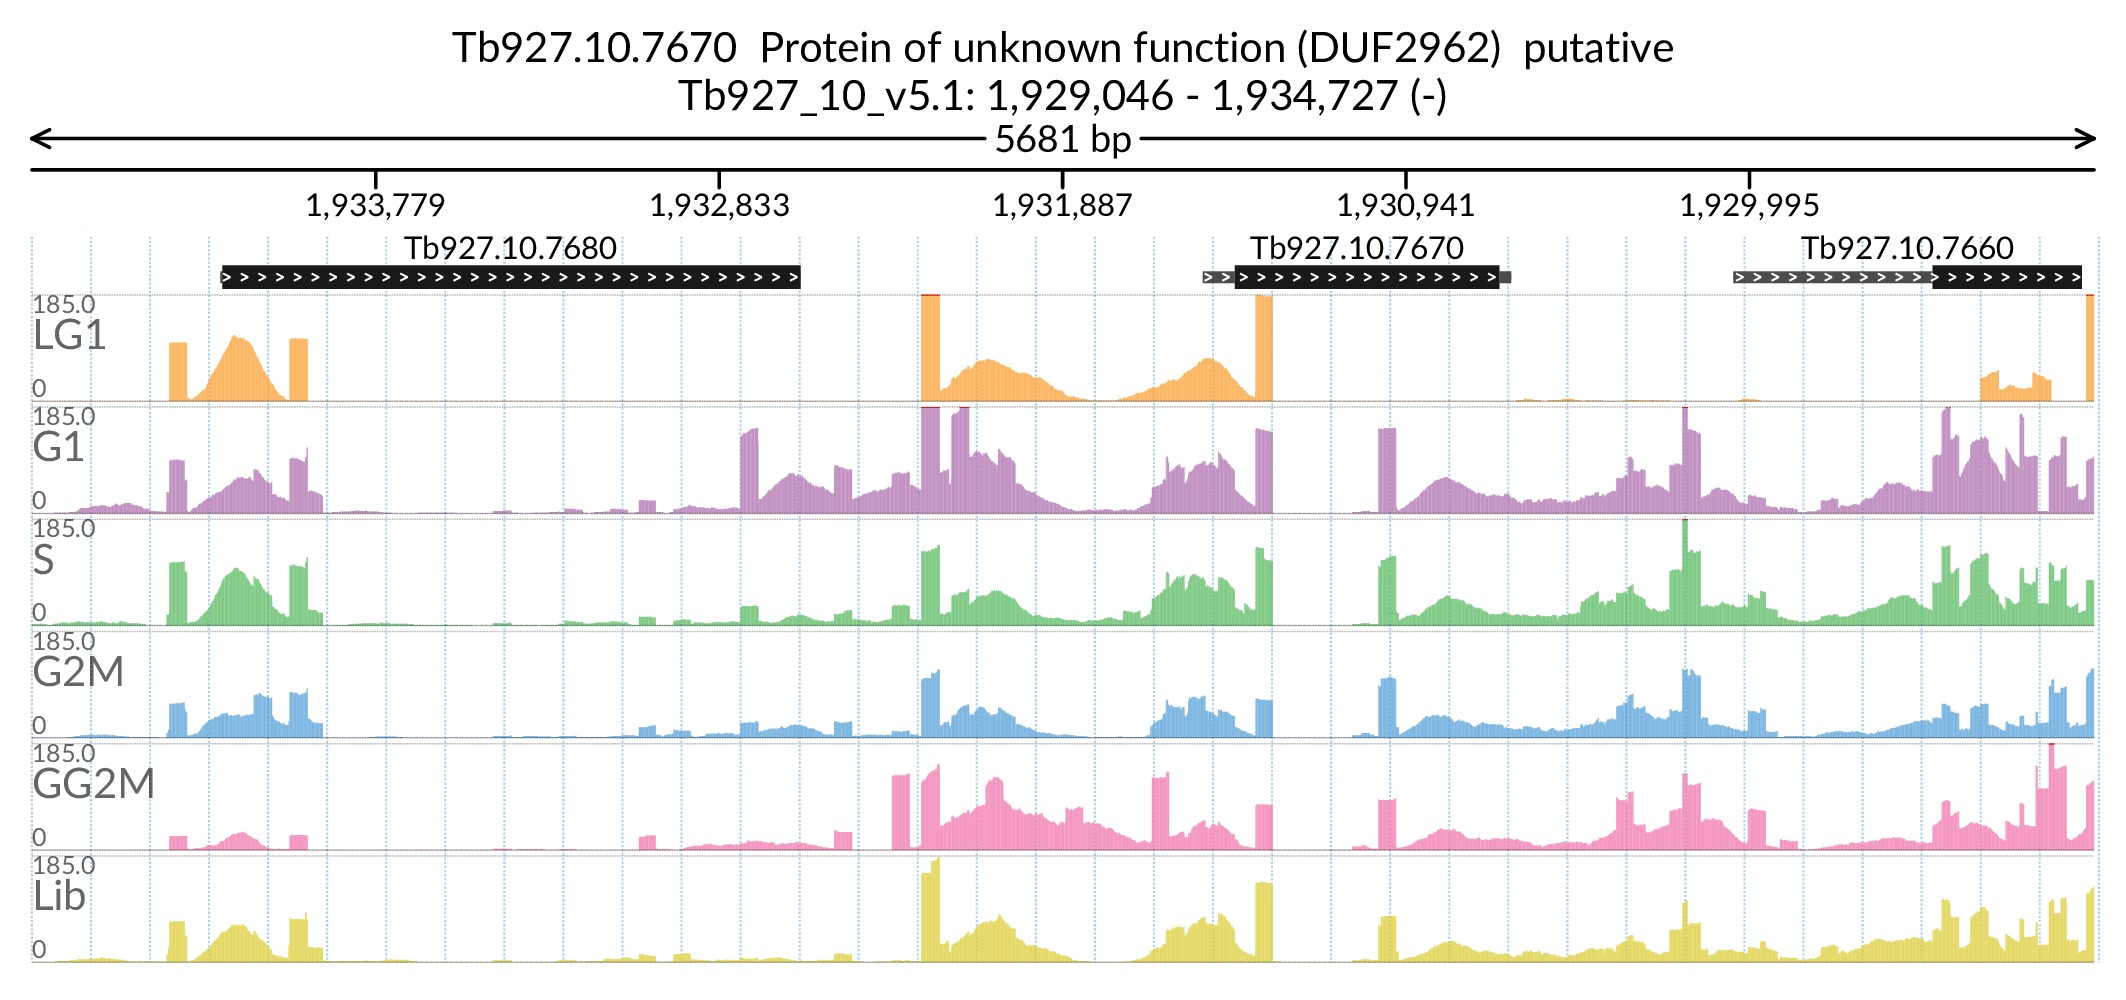 Tb927.10.7670  Protein of unknown function (DUF2962)  putative
Tb927_10_v5.1: 1,929,046 - 1,934,727 (-)
5681 bp
1,933,779 1,932,833 1,931,887 1,930,941 1,929,995
Tb927.10.7680 Tb927.10.7670 Tb927.10.7660
185.0
LG1
0
185.0
G1
0
185.0
S
0
185.0
G2M
0
185.0
GG2M
0
185.0
Lib
0